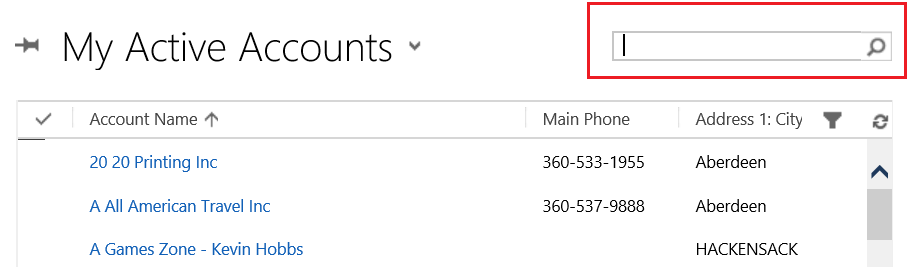 My Active Accounts
Account Name Main Phone Address 1: City
20 20 Printing Inc 360-533-1955 Aberdeen
A All American Travel Inc 360-537-9888 Aberdeen
A Games Zone - Kevin Hobbs HACKENSACK